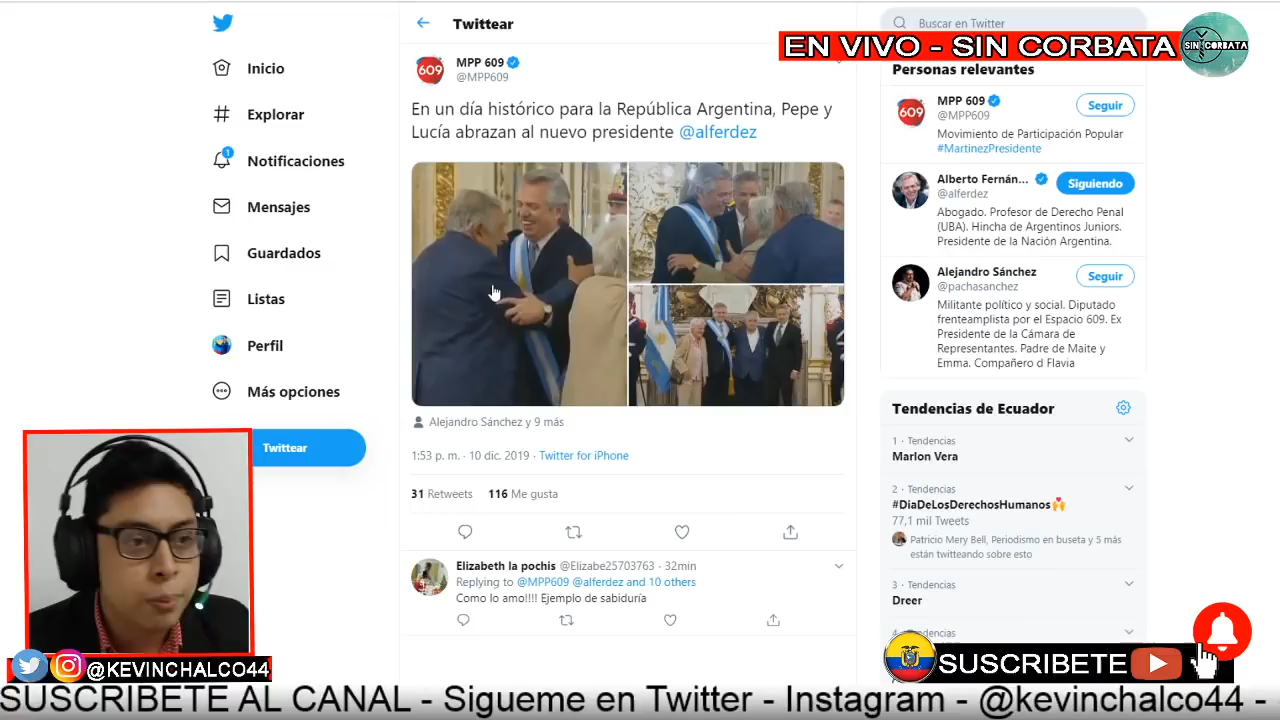 Inicio
Explorar
1
Notificaciones
Mensajes
Guardados
Listas
Perfil
Más opciones
Twittear
Twittear
MPP 609
@MPP609
609
En un día histórico para la República Argentina, Pepe y
Lucía abrazan al nuevo presidente @alferdez
Alejandro Sánchez y 9 más
1:53 p. m. · 10 dic. 2019 · Twitter for iPhone
31 Retweets 116 Me gusta
Elizabeth la pochis @Elizabe25703763 · 32min
Replying to @MPP609 @alferdez and 10 others
Como lo amo!!!! Ejemplo de sabiduría
Buscar en Twitter
EN VIVO - SIN CORBATA
SIN CORBATA
Personas relevantes
609
MPP 609
@MPP609
Seguir
Movimiento de Participación Popular
#MartinezPresidente
Alberto Fernán...
@alferdez
Siguiendo
Abogado. Profesor de Derecho Penal
(UBA). Hincha de Argentinos Juniors.
Presidente de la Nación Argentina.
Alejandro Sánchez
@pachasanchez
Seguir
Militante político y social. Diputado
frenteamplista por el Espacio 609. Ex
Presidente de la Cámara de
Representantes. Padre de Maite y
Emma. Compañero d Flavia
Tendencias de Ecuador
1 · Tendencias
Marlon Vera
2 · Tendencias
#DiaDeLosDerechosHumanos
77,1 mil Tweets
Patricio Mery Bell, Periodismo en buseta y 5 más
están twitteando sobre esto
3 · Tendencias
Dreer
4 · Tendencias
SUSCRIBETE
@KEVINCHALCO44
SUSCRIBETE AL CANAL - Sigueme en Twitter - Instagram - @kevinchalco44 -